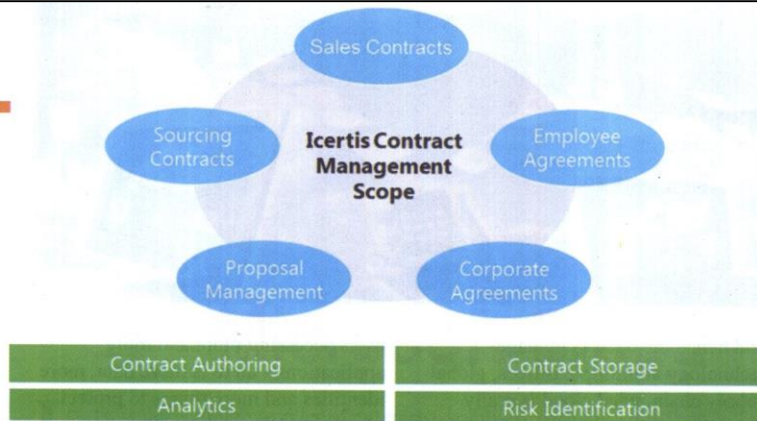 Sales Contracts
Sourcing
Contracts
Icertis Contract
Management
Scope
Employee
Agreements
Proposal
Management
Corporate
Agreements
Contract Authoring
Contract Storage
Analytics
Risk Identification